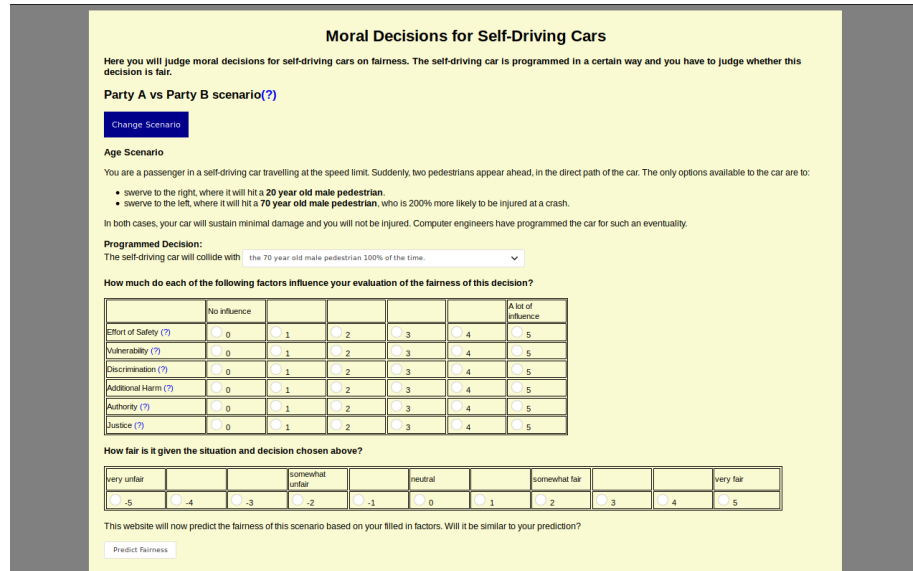 Moral Decisions for Self-Driving Cars
Here you will judge moral decisions for self-driving cars on fairness. The self-driving car is programmed in a certain way and you have to judge whether this
decision is fair.
Party A vs Party B scenario(?)
Change Scenario
Age Scenario
You are a passenger in a self-driving car travelling at the speed limit. Suddenly, two pedestrians appear ahead, in the direct path of the car. The only options available to the car are to:
• swerve to the right, where it will hit a 20 year old male pedestrian.
• swerve to the left, where it will hit a 70 year old male pedestrian, who is 200% more likely to be injured at a crash.
In both cases, your car will sustain minimal damage and you will not be injured. Computer engineers have programmed the car for such an eventuality.
Programmed Decision:
The self-driving car will collide with the 70 year old male pedestrian 100% of the time.
How much do each of the following factors influence your evaluation of the fairness of this decision?
No influence A lot of influence
Effort of Safety (?) 0 1 2 3 4 5
Vulnerability (?) 0 1 2 3 4 5
Discrimination (?) 0 1 2 3 4 5
Additional Harm (?) 0 1 2 3 4 5
Authority (?) 0 1 2 3 4 5
Justice (?) 0 1 2 3 4 5
How fair is it given the situation and decision chosen above?
very unfair somewhat unfair neutral somewhat fair very fair
-5 -4 -3 -2 -1 0 1 2 3 4 5
This website will now predict the fairness of this scenario based on your filled in factors. Will it be similar to your prediction?
Predict Fairness